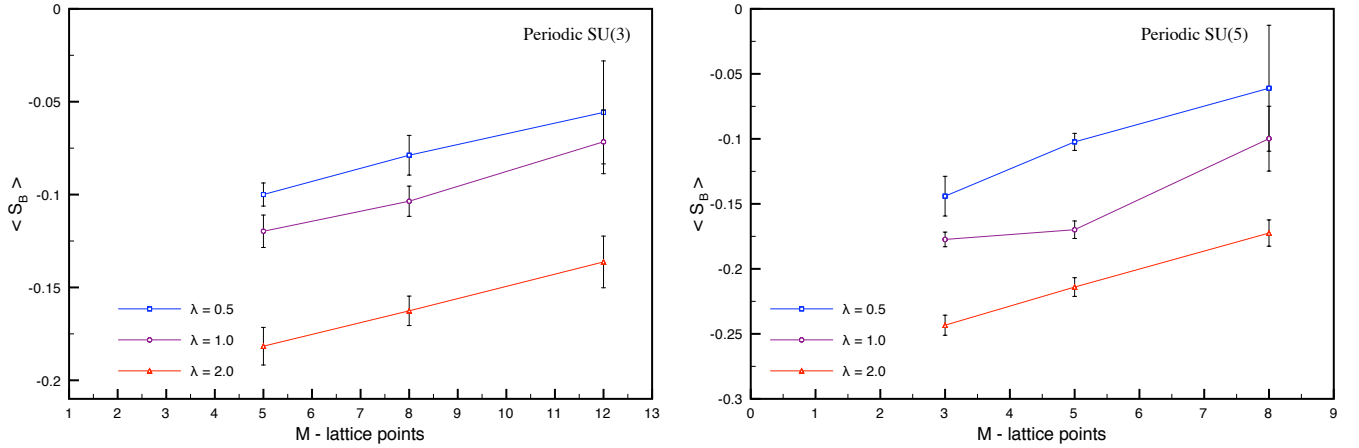 Periodic SU(3)
0
-0.05
-0.1
-0.15
-0.2
< S_B >
λ = 0.5
λ = 1.0
λ = 2.0
1 2 3 4 5 6 7 8 9 10 11 12 13
M - lattice points
Periodic SU(5)
0
-0.05
-0.1
-0.15
-0.2
-0.25
-0.3
< S_B >
λ = 0.5
λ = 1.0
λ = 2.0
0 1 2 3 4 5 6 7 8 9
M - lattice points